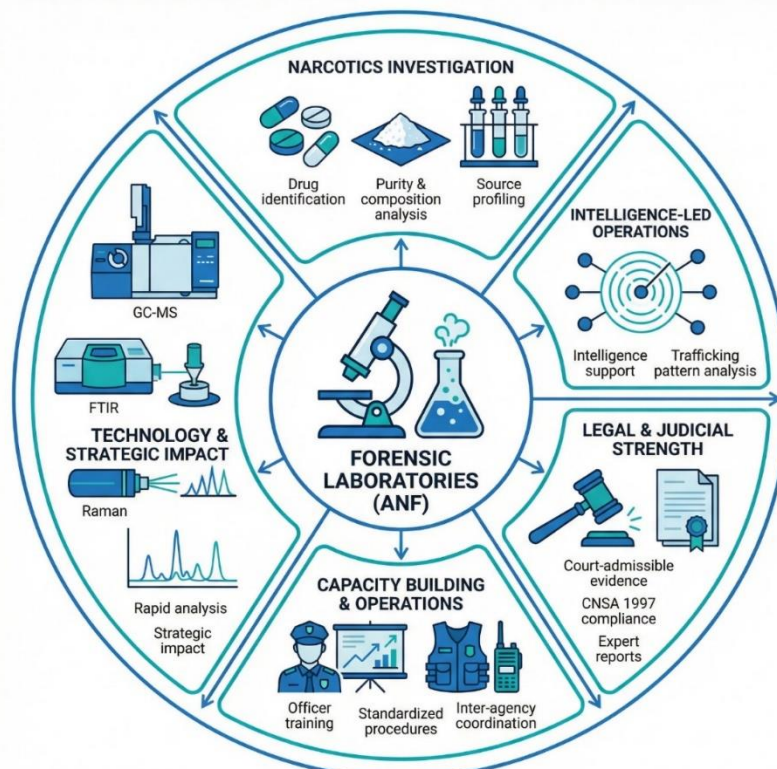 NARCOTICS INVESTIGATION
Drug
identification
Purity &
composition
analysis
Source
profiling
INTELLIGENCE-LED
OPERATIONS
Intelligence
support
Trafficking
pattern analysis
GC-MS
FTIR
TECHNOLOGY &
STRATEGIC IMPACT
Raman
Rapid analysis
Strategic
impact
FORENSIC
LABORATORIES
(ANF)
LEGAL & JUDICIAL
STRENGTH
Court-admissible
evidence
CNSA 1997
compliance
Expert
reports
CAPACITY BUILDING
& OPERATIONS
Officer
training
Standardized
procedures
Inter-agency
coordination